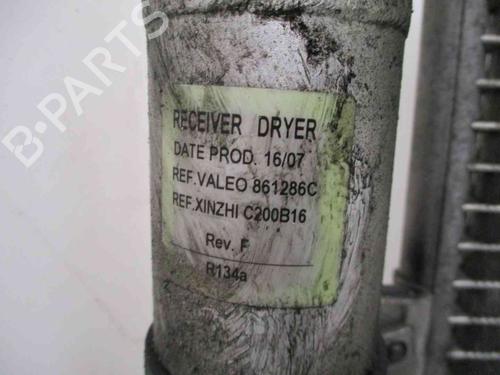 B-PARTS
RECEIVER DRYER
DATE PROD. 16/07
REF.VALEO 861286C
REF.XINZHI C200B16
Rev. F
R134a